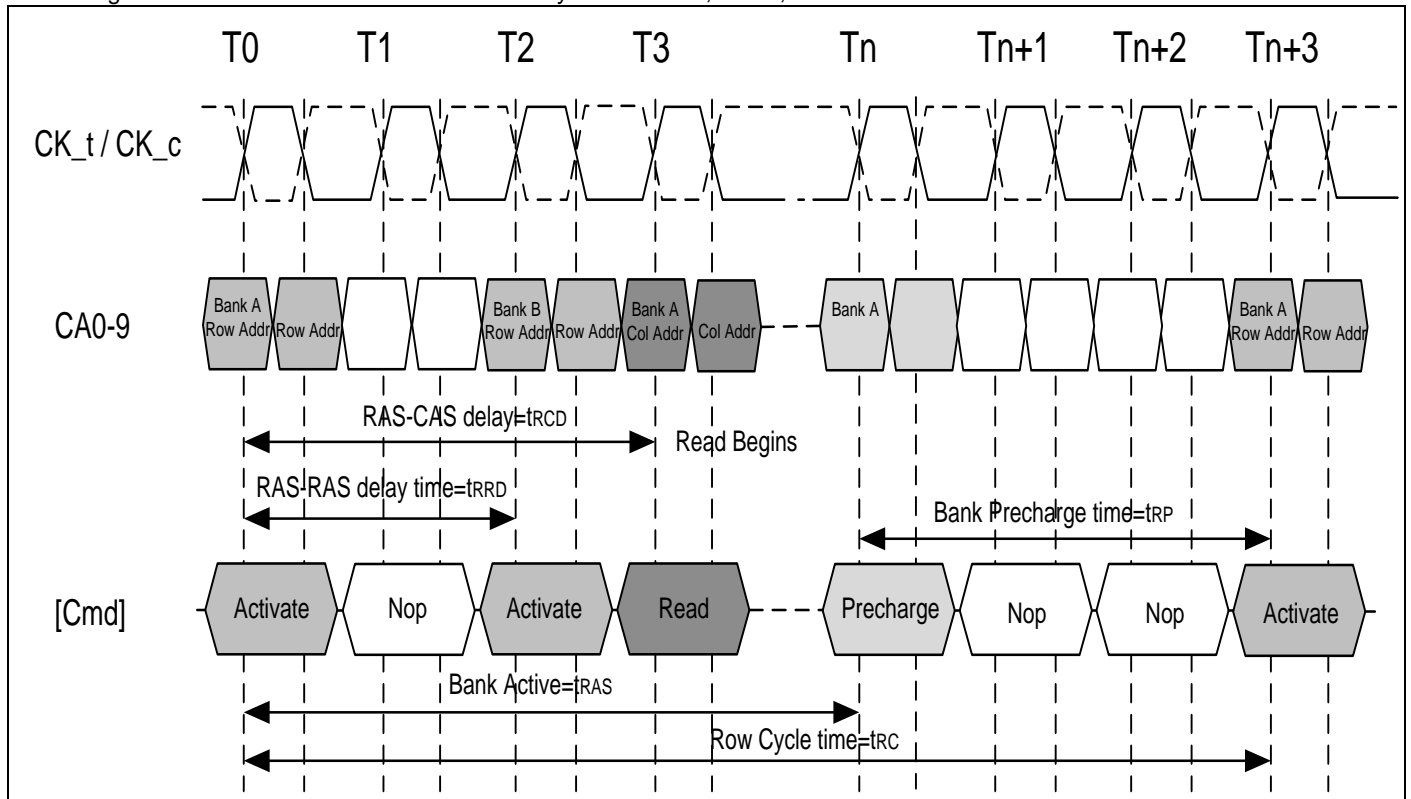 T0 T1 T2 T3 Tn Tn+1 Tn+2 Tn+3
CK_t / CK_c
CA0-9
Bank A
Row Addr
Row Addr
Bank B
Row Addr
Row Addr
Bank A
Col Addr
Col Addr
Bank A
Bank A
Row Addr
Row Addr
RAS-CAS delay=tRCD
Read Begins
RAS-RAS delay time=tRRD
Bank Precharge time=tRP
[Cmd]
Activate Nop Activate Read Precharge Nop Nop Activate
Bank Active=tRAS
Row Cycle time=tRC